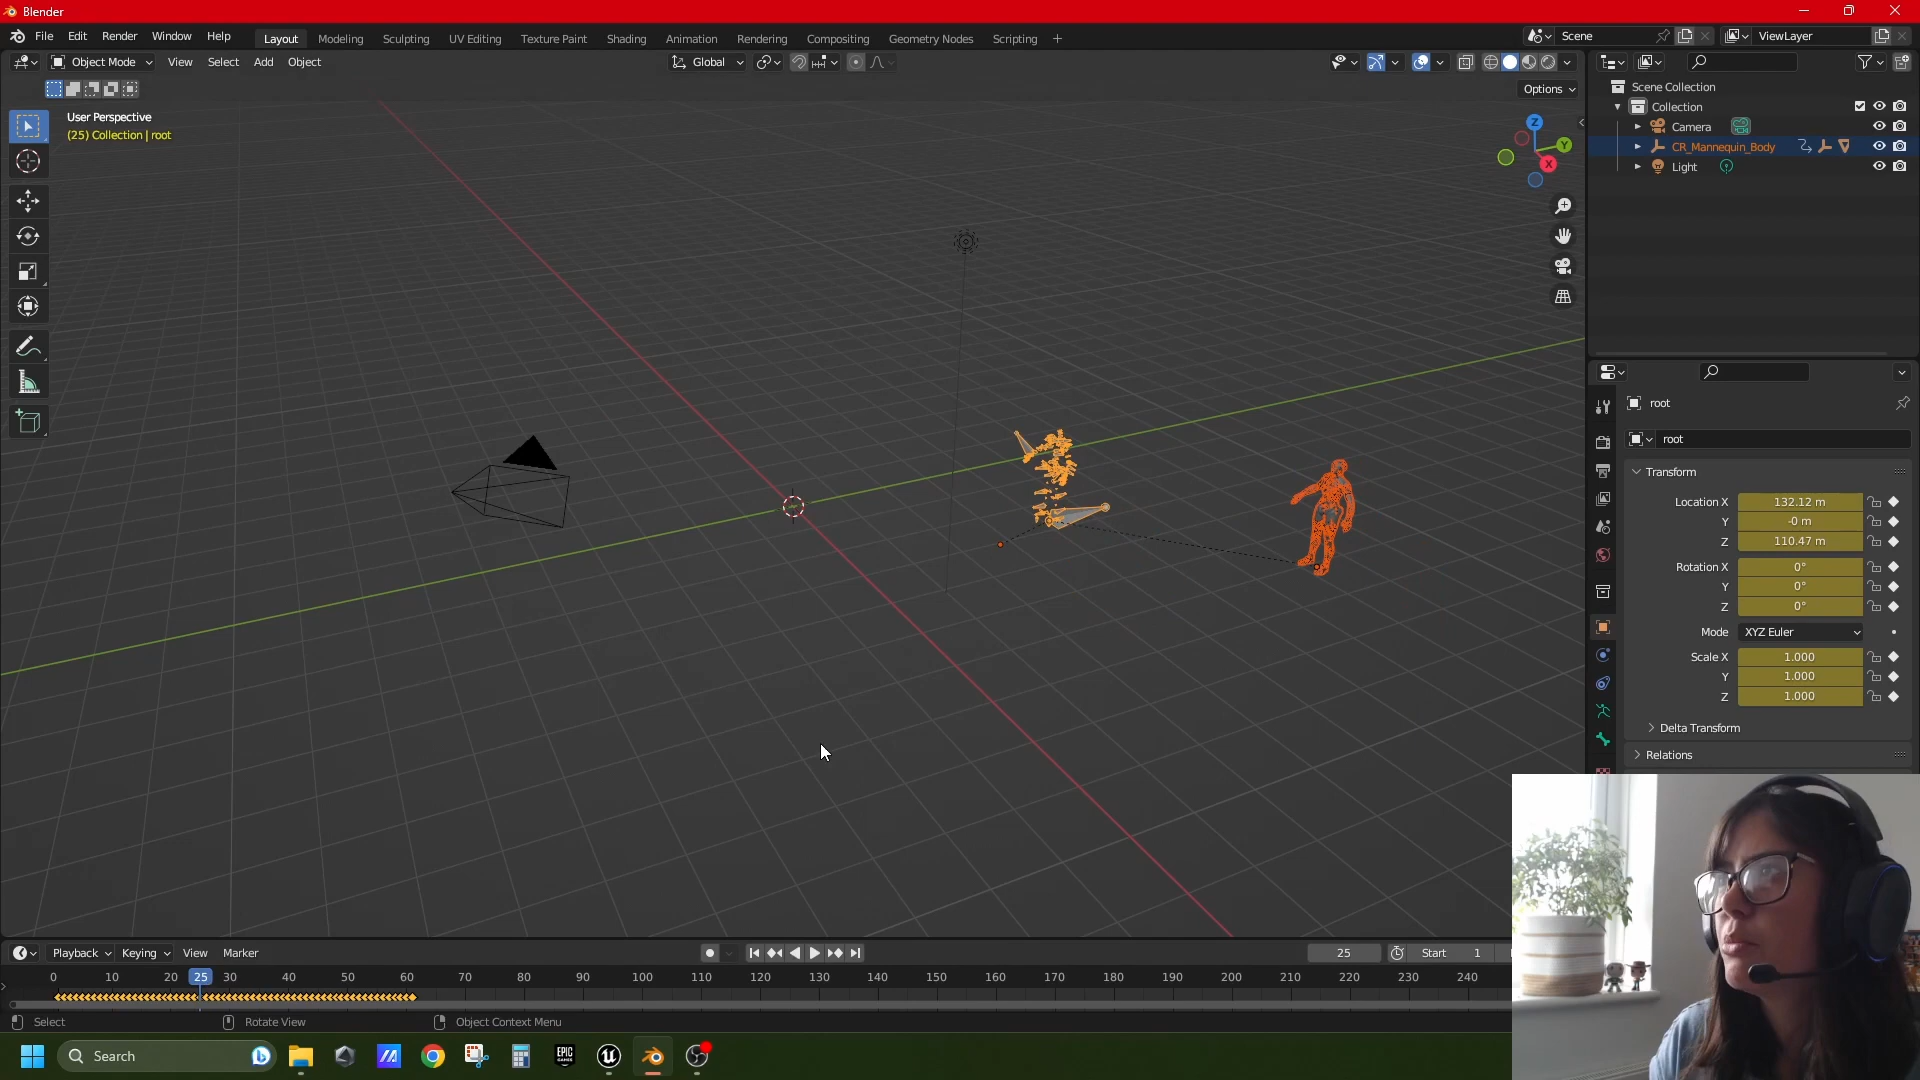 Blender
File Edit Render Window Help
Layout Modeling Sculpting UV Editing Texture Paint Shading Animation Rendering Compositing Geometry Nodes Scripting +
Scene
ViewLayer
Object Mode View Select Add Object
Global
Options
User Perspective
(25) Collection | root
Z
Y
X
Scene Collection
Collection
Camera
CR_Mannequin_Body
Light
root
root
Transform
Location X 132.12 m
Y -0 m
Z 110.47 m
Rotation X 0°
Y 0°
Z 0°
Mode XYZ Euler
Scale X 1.000
Y 1.000
Z 1.000
Delta Transform
Relations
Playback Keying View Marker
25 Start 1
0 10 20 25 30 40 50 60 70 80 90 100 110 120 130 140 150 160 170 180 190 200 210 220 230 240
Select Rotate View Object Context Menu
Search
EPIC
GAMES